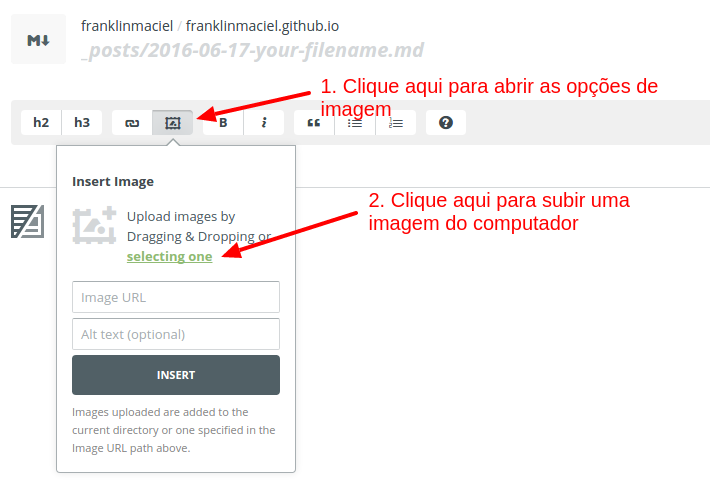 M↓
franklinmaciel / franklinmaciel.github.io
_posts/2016-06-17-your-filename.md
1. Clique aqui para abrir as opções de
imagem
h2 h3 B i “ ?
Insert Image
Upload images by
Dragging & Dropping or
selecting one
2. Clique aqui para subir uma
imagem do computador
Image URL
Alt text (optional)
INSERT
Images uploaded are added to the
current directory or one specified in the
Image URL path above.